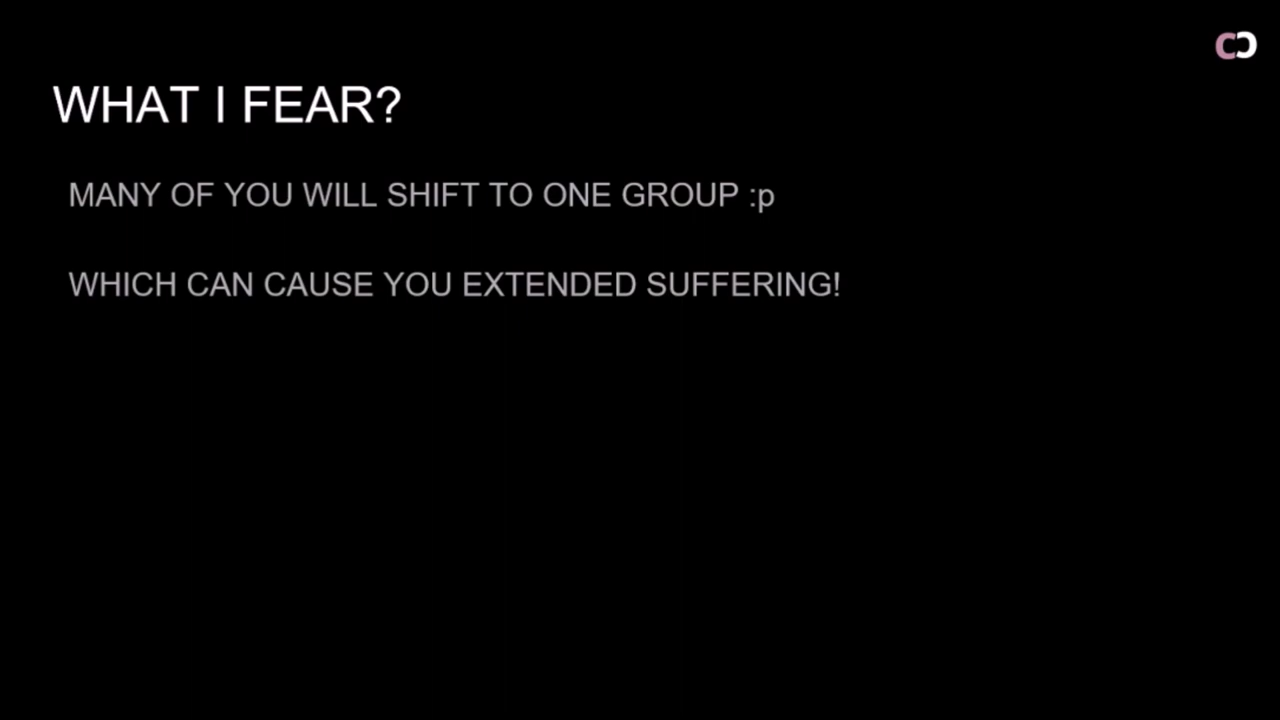 WHAT I FEAR?
MANY OF YOU WILL SHIFT TO ONE GROUP :p
WHICH CAN CAUSE YOU EXTENDED SUFFERING!